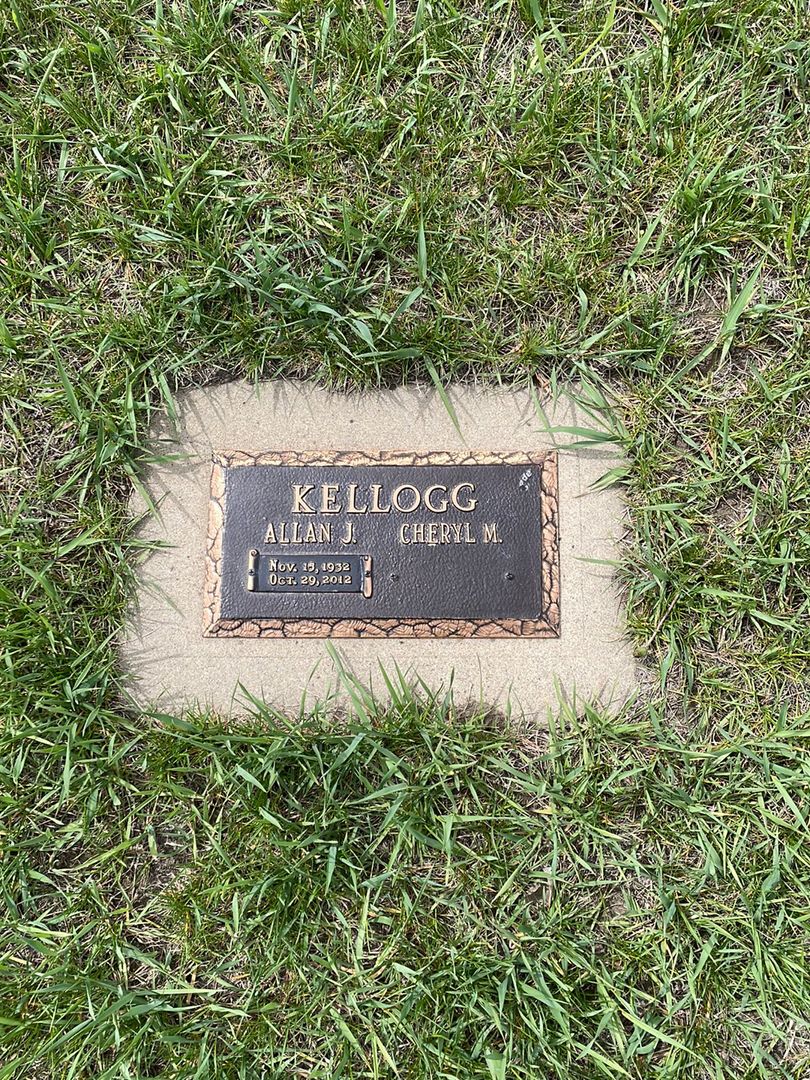 KELLOGG
ALLAN J. CHERYL M.
NOV. 15, 1932
OCT. 29, 2012